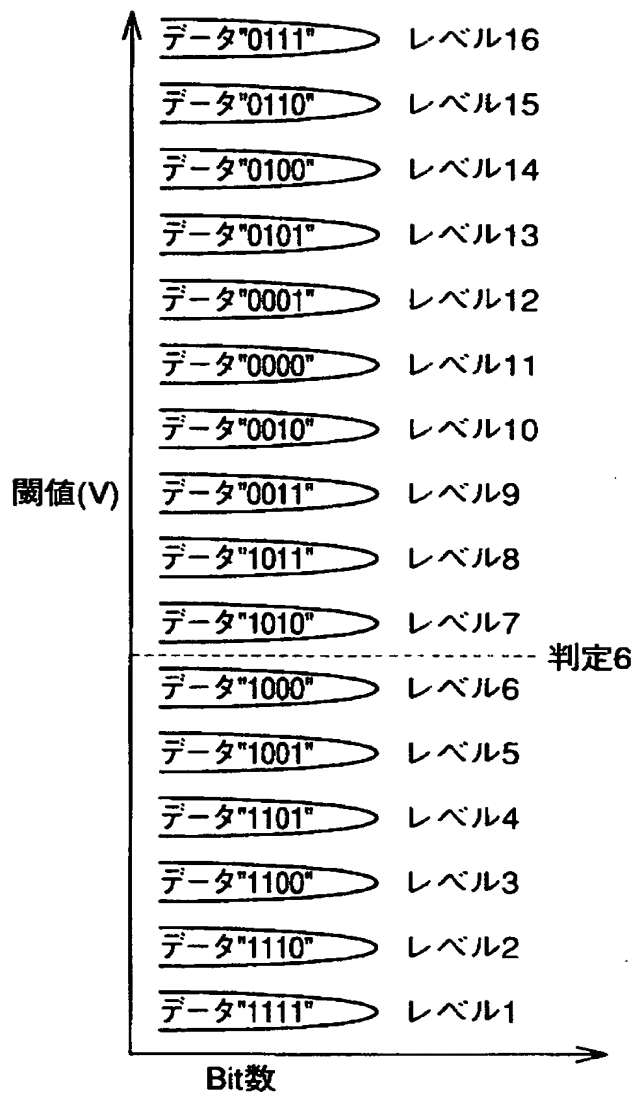 データ"0111" レベル16
データ"0110" レベル15
データ"0100" レベル14
データ"0101" レベル13
データ"0001" レベル12
データ"0000" レベル11
データ"0010" レベル10
閾値(V)
データ"0011" レベル9
データ"1011" レベル8
データ"1010" レベル7
判定6
データ"1000" レベル6
データ"1001" レベル5
データ"1101" レベル4
データ"1100" レベル3
データ"1110" レベル2
データ"1111" レベル1
Bit数